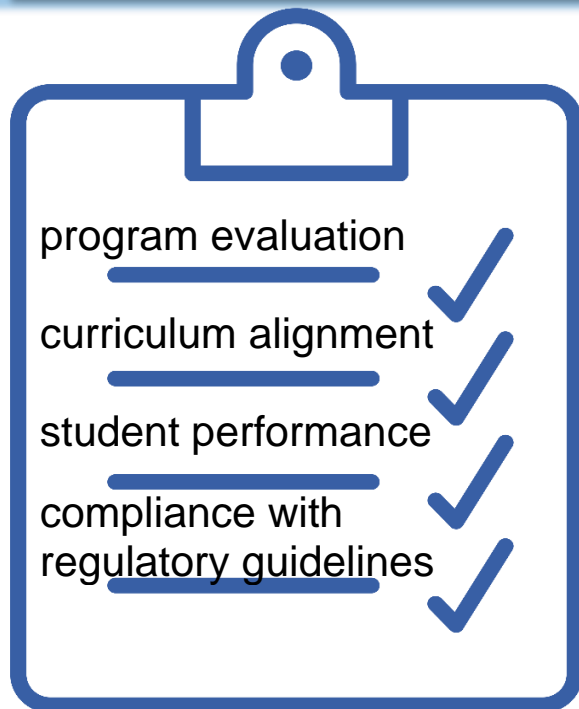 program evaluation
curriculum alignment
student performance
compliance with
regulatory guidelines